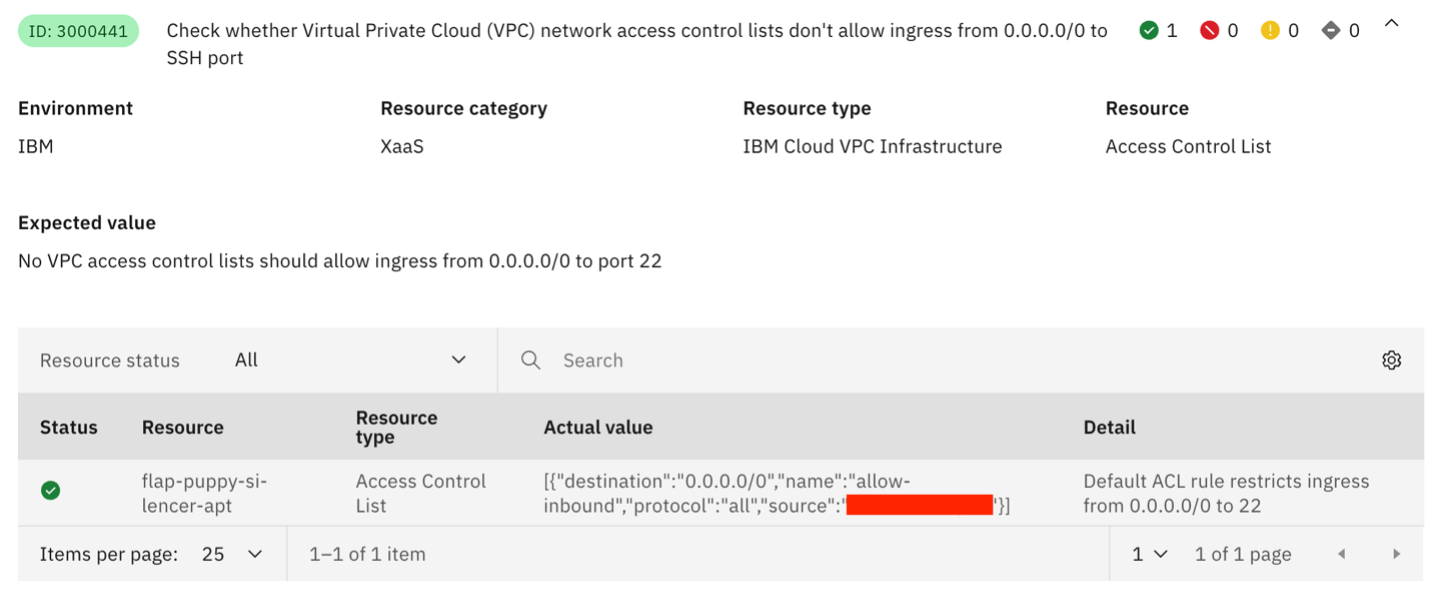 ID: 3000441
Check whether Virtual Private Cloud (VPC) network access control lists don't allow ingress from 0.0.0.0/0 to
SSH port
1 0 0 0
Environment
Resource category
Resource type
Resource
IBM
XaaS
IBM Cloud VPC Infrastructure
Access Control List
Expected value
No VPC access control lists should allow ingress from 0.0.0.0/0 to port 22
Resource status
All
Search
Status
Resource
Resource
type
Actual value
Detail
flap-puppy-si-
lencer-apt
Access Control
List
[{"destination":"0.0.0.0/0","name":"allow-
inbound","protocol":"all","source":" "}]
Default ACL rule restricts ingress
from 0.0.0.0/0 to 22
Items per page: 25
1–1 of 1 item
1
1 of 1 page